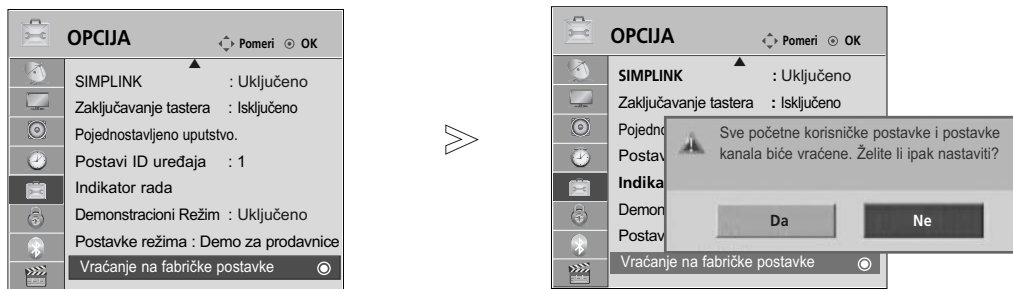 OPCIJA
Pomeri OK
SIMPLINK : Uključeno
Zaključavanje tastera : Isključeno
Pojednostavljeno uputstvo.
Postavi ID uređaja : 1
Indikator rada
Demonstracioni Režim : Uključeno
Postavke režima : Demo za prodavnice
Vraćanje na fabričke postavke
OPCIJA
Pomeri OK
SIMPLINK : Uključeno
Zaključavanje tastera : Isključeno
Pojedno
Postav
Indika
Demon
Postav
Vraćanje na fabričke postavke
Sve početne korisničke postavke i postavke
kanala biće vraćene. Želite li ipak nastaviti?
Da Ne